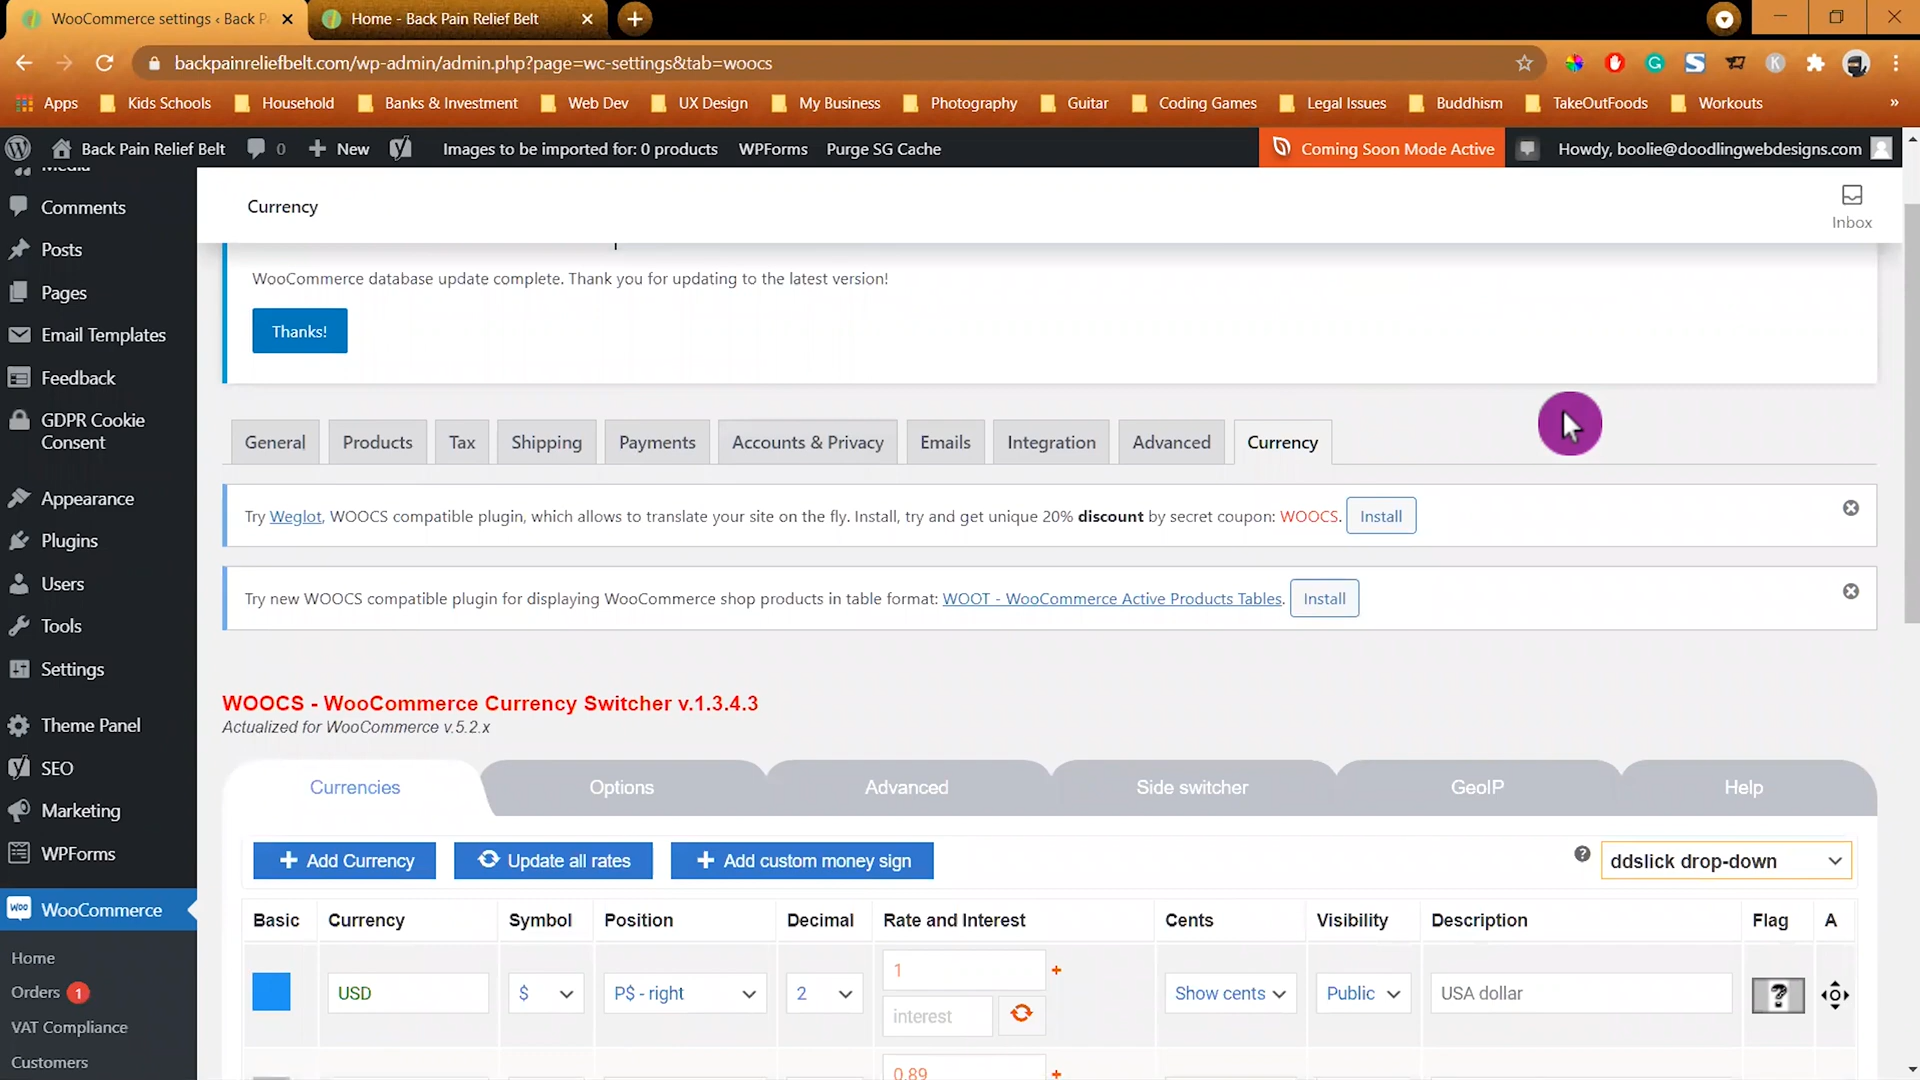 WooCommerce settings ‹ Back P
Home - Back Pain Relief Belt
backpainreliefbelt.com/wp-admin/admin.php?page=wc-settings&tab=woocs
Apps Kids Schools Household Banks & Investment Web Dev UX Design My Business Photography Guitar Coding Games Legal Issues Buddhism TakeOutFoods Workouts »
Back Pain Relief Belt 0 New Images to be imported for: 0 products WPForms Purge SG Cache Coming Soon Mode Active Howdy, boolie@doodlingwebdesigns.com
Media
Comments
Posts
Pages
Email Templates
Feedback
GDPR Cookie
Consent
Appearance
Plugins
Users
Tools
Settings
Theme Panel
SEO
Marketing
WPForms
WooCommerce
Home
Orders 1
VAT Compliance
Customers
Currency
Inbox
WooCommerce database update complete. Thank you for updating to the latest version!
Thanks!
General Products Tax Shipping Payments Accounts & Privacy Emails Integration Advanced Currency
Try Weglot, WOOCS compatible plugin, which allows to translate your site on the fly. Install, try and get unique 20% discount by secret coupon: WOOCS. Install
Try new WOOCS compatible plugin for displaying WooCommerce shop products in table format: WOOT - WooCommerce Active Products Tables. Install
WOOCS - WooCommerce Currency Switcher v.1.3.4.3
Actualized for WooCommerce v.5.2.x
Currencies Options Advanced Side switcher GeoIP Help
+ Add Currency Update all rates + Add custom money sign ? ddslick drop-down
Basic Currency Symbol Position Decimal Rate and Interest Cents Visibility Description Flag A
USD $ P$ - right 2 1 + Show cents Public USA dollar ?
interest
0.89 +